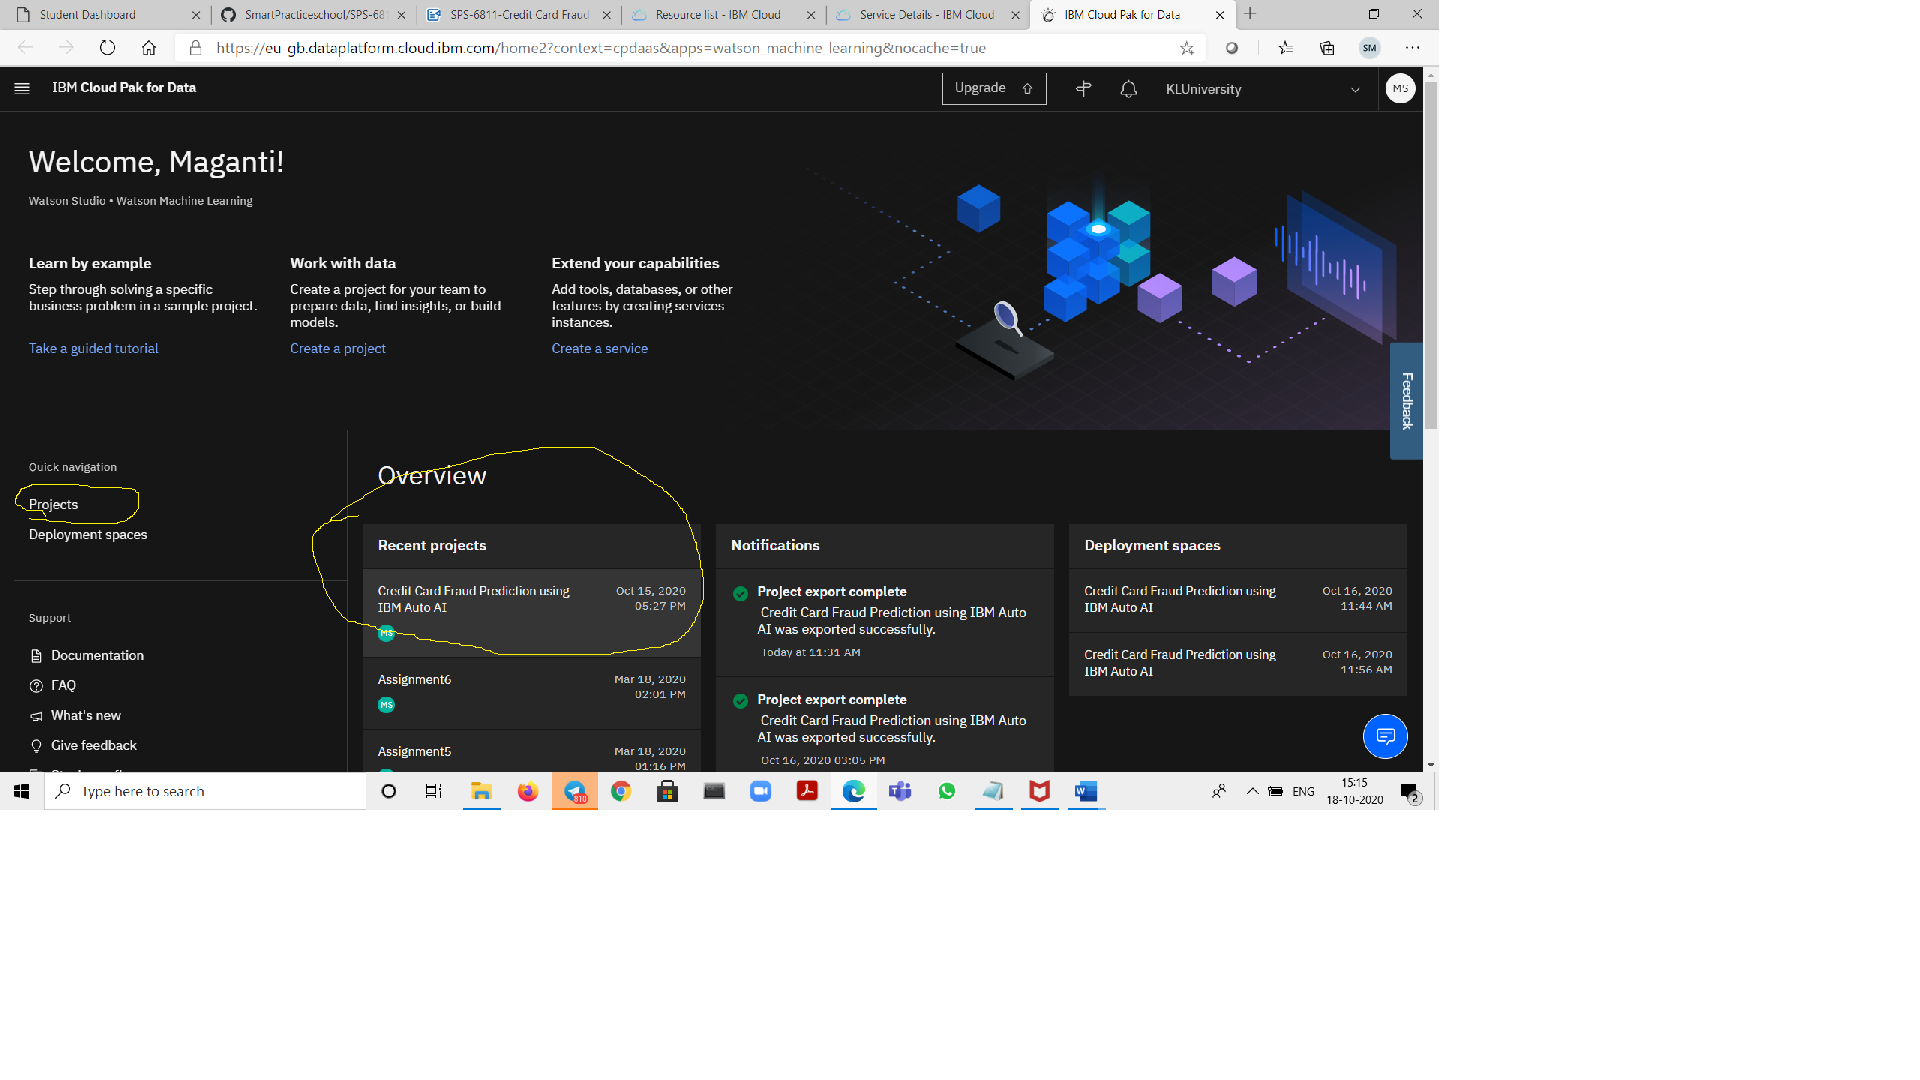 Student Dashboard
SmartPracticeschool/SPS-681
SPS-6811-Credit Card Fraud
Resource list - IBM Cloud
Service Details - IBM Cloud
IBM Cloud Pak for Data
https://eu-gb.dataplatform.cloud.ibm.com/home2?context=cpdaas&apps=watson_machine_learning&nocache=true
SM
IBM Cloud Pak for Data
Upgrade
KLUniversity
MS
Welcome, Maganti!
Watson Studio • Watson Machine Learning
Learn by example
Step through solving a specific
business problem in a sample project.
Take a guided tutorial
Work with data
Create a project for your team to
prepare data, find insights, or build
models.
Create a project
Extend your capabilities
Add tools, databases, or other
features by creating services
instances.
Create a service
Feedback
Quick navigation
Projects
Deployment spaces
Support
Documentation
FAQ
What's new
Give feedback
Overview
Recent projects
Credit Card Fraud Prediction using
IBM Auto AI
Oct 15, 2020
05:27 PM
MS
Assignment6
Mar 18, 2020
02:01 PM
MS
Assignment5
Mar 18, 2020
01:16 PM
Notifications
Project export complete
Credit Card Fraud Prediction using IBM Auto
AI was exported successfully.
Today at 11:31 AM
Project export complete
Credit Card Fraud Prediction using IBM Auto
AI was exported successfully.
Oct 16, 2020 03:05 PM
Deployment spaces
Credit Card Fraud Prediction using
IBM Auto AI
Oct 16, 2020
11:44 AM
Credit Card Fraud Prediction using
IBM Auto AI
Oct 16, 2020
11:56 AM
Type here to search
810
ENG
15:15
18-10-2020
2